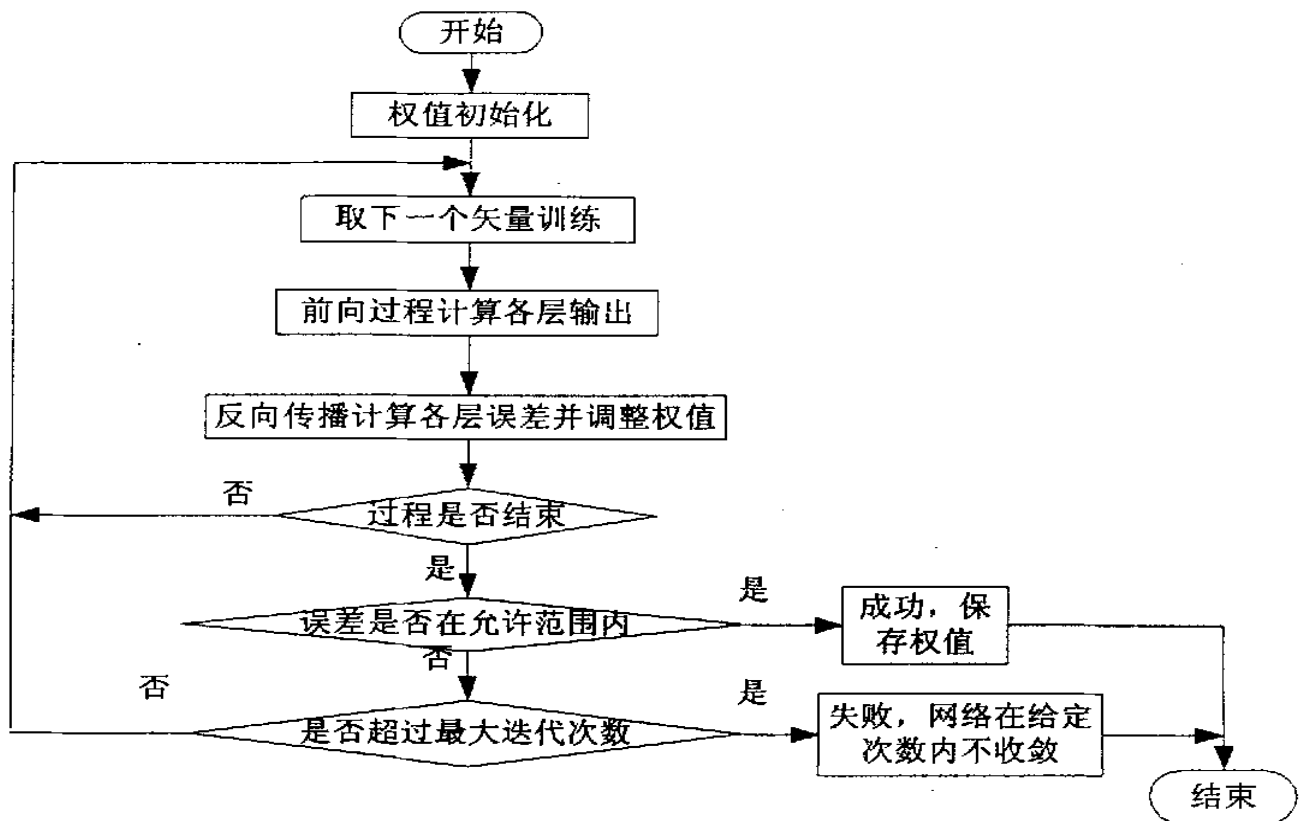 开始
权值初始化
取下一个矢量训练
前向过程计算各层输出
反向传播计算各层误差并调整权值
否
过程是否结束
是
误差是否在允许范围内
是
成功，保
存权值
否
否
是否超过最大迭代次数
是
失败，网络在给定
次数内不收敛
结束